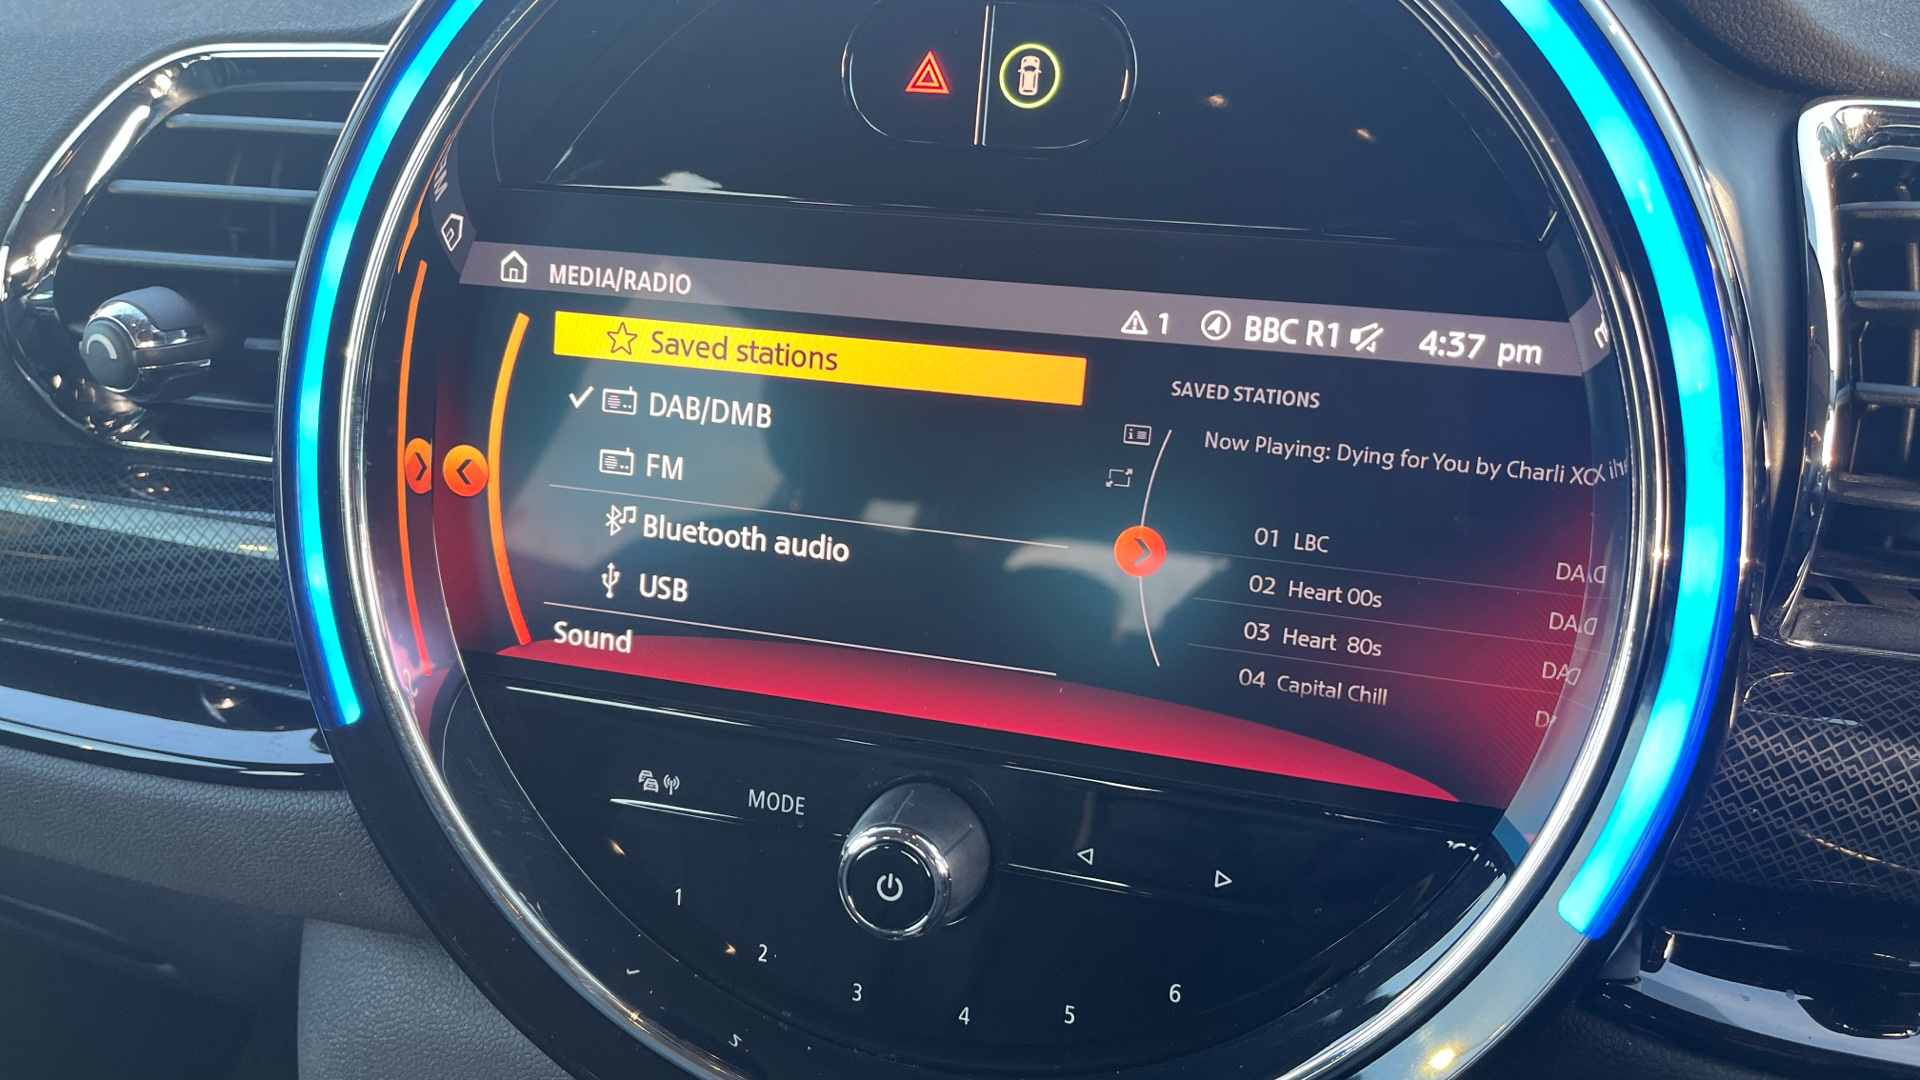 MEDIA/RADIO
1 BBC R1 4:37 pm
Saved stations
DAB/DMB
FM
Bluetooth audio
USB
Sound
SAVED STATIONS
Now Playing: Dying for You by Charli XCX
01 LBC
02 Heart 00s
03 Heart 80s
04 Capital Chill
MODE
1
2
3
4
5
6